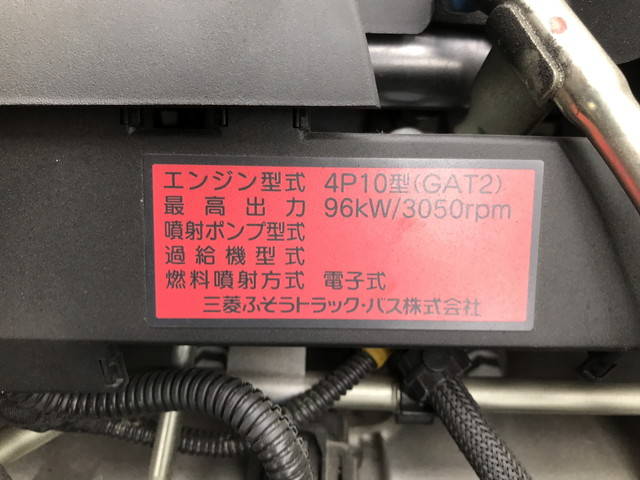 エンジン型式 4P10型(GAT2)
最高出力 96kW/3050rpm
噴射ポンプ型式
過給機型式
燃料噴射方式 電子式
三菱ふそうトラック・バス株式会社